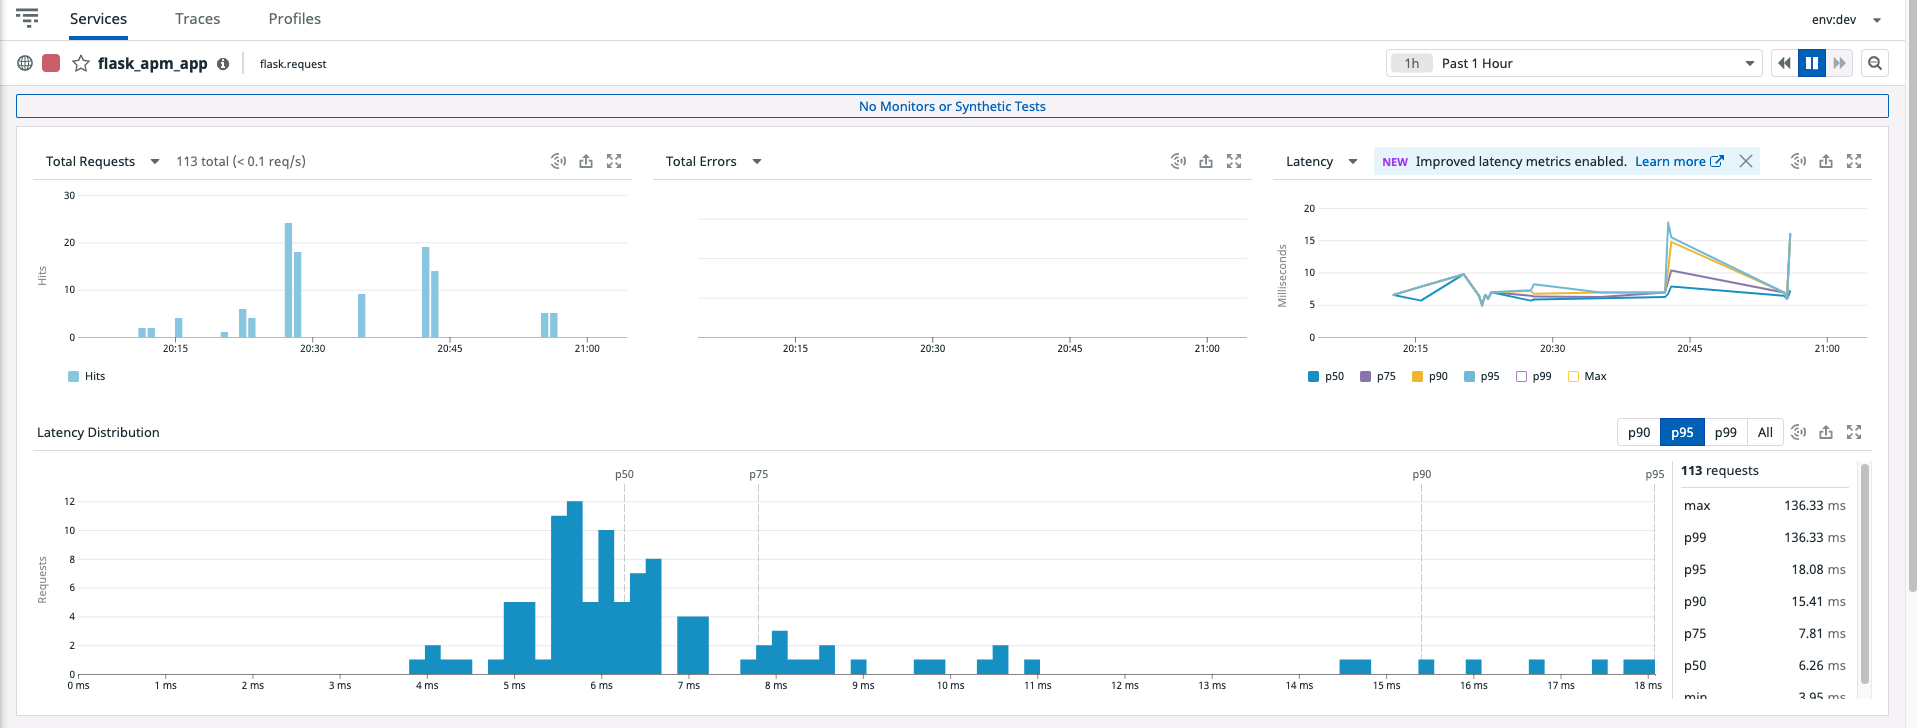 Services Traces Profiles env:dev
flask_apm_app flask.request 1h Past 1 Hour
No Monitors or Synthetic Tests
Total Requests 113 total (< 0.1 req/s)
30
20
10
0
Hits
20:15 20:30 20:45 21:00
Hits
Total Errors
20:15 20:30 20:45 21:00
Latency NEW Improved latency metrics enabled. Learn more
20
15
10
5
0
Milliseconds
20:15 20:30 20:45 21:00
p50 p75 p90 p95 p99 Max
Latency Distribution p90 p95 p99 All
p50 p75 p90 p95
12
10
8
6
4
2
0
Requests
0 ms 1 ms 2 ms 3 ms 4 ms 5 ms 6 ms 7 ms 8 ms 9 ms 10 ms 11 ms 12 ms 13 ms 14 ms 15 ms 16 ms 17 ms 18 ms
113 requests
max 136.33 ms
p99 136.33 ms
p95 18.08 ms
p90 15.41 ms
p75 7.81 ms
p50 6.26 ms
min 3.95 ms